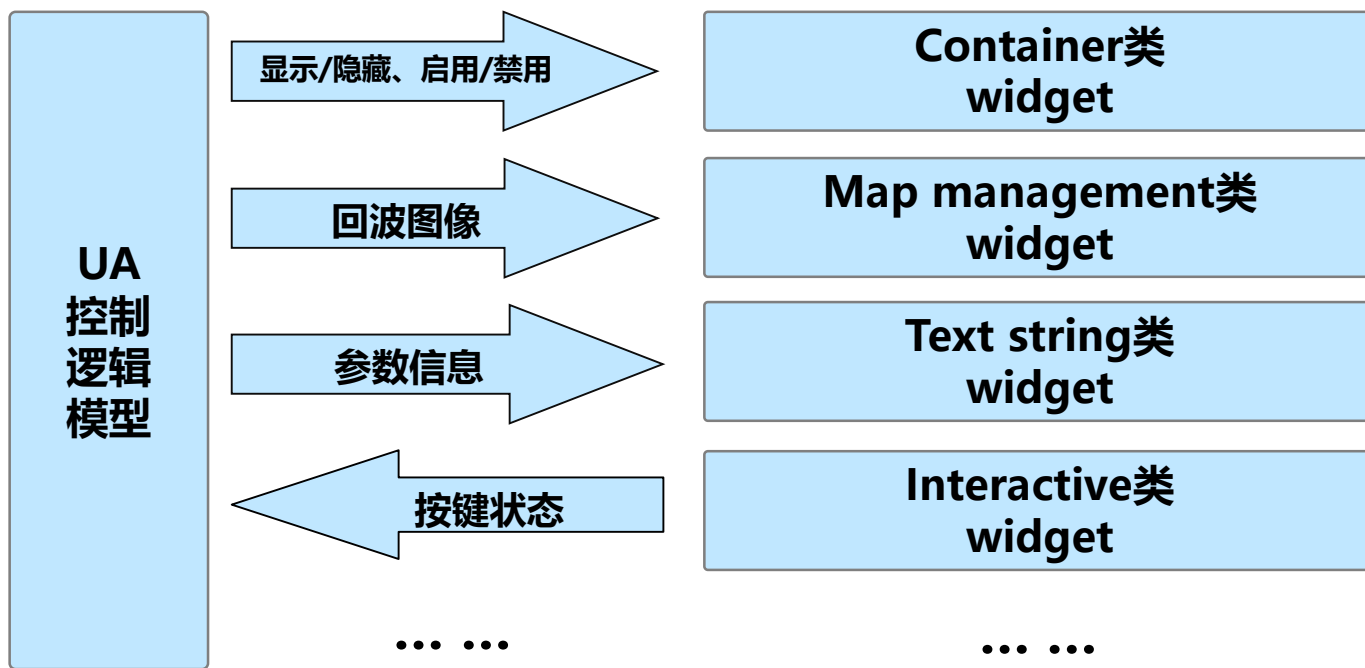 UA
控制
逻辑
模型
显示/隐藏、启用/禁用
Container类
widget
回波图像
Map management类
widget
参数信息
Text string类
widget
按键状态
Interactive类
widget
… …
… …